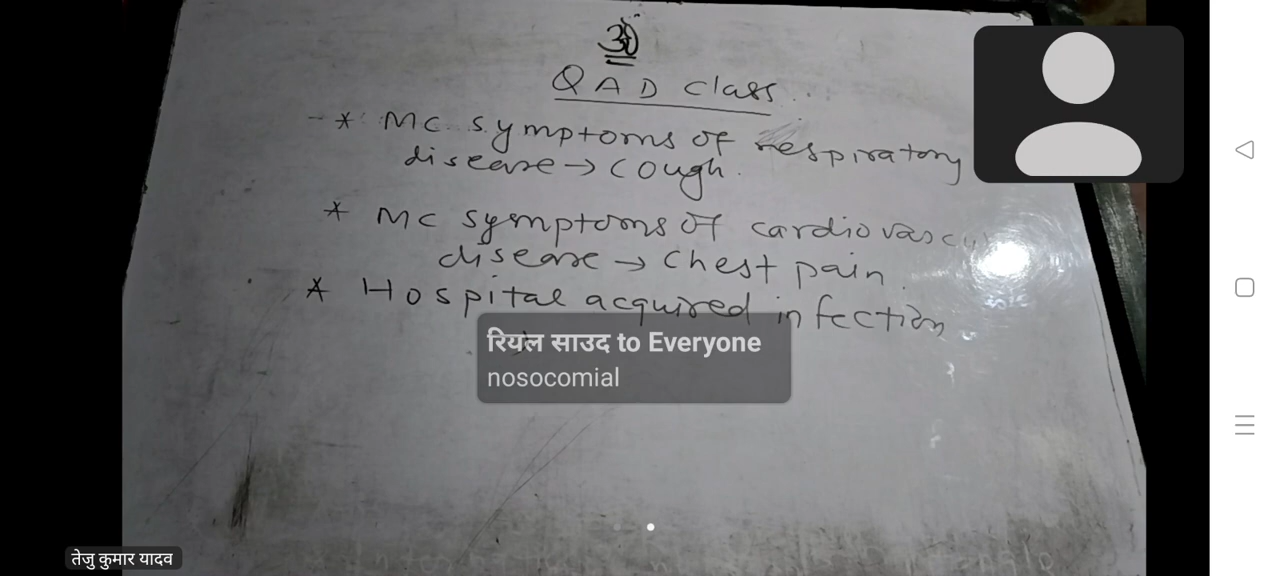 ॐ
QAD class
* Mc symptoms of respiratory
disease → cough.
* Mc symptoms of
disease → chest pain.
* Hospital acquired infection
रियल साउद to Everyone
nosocomial
तेजु कुमार यादव